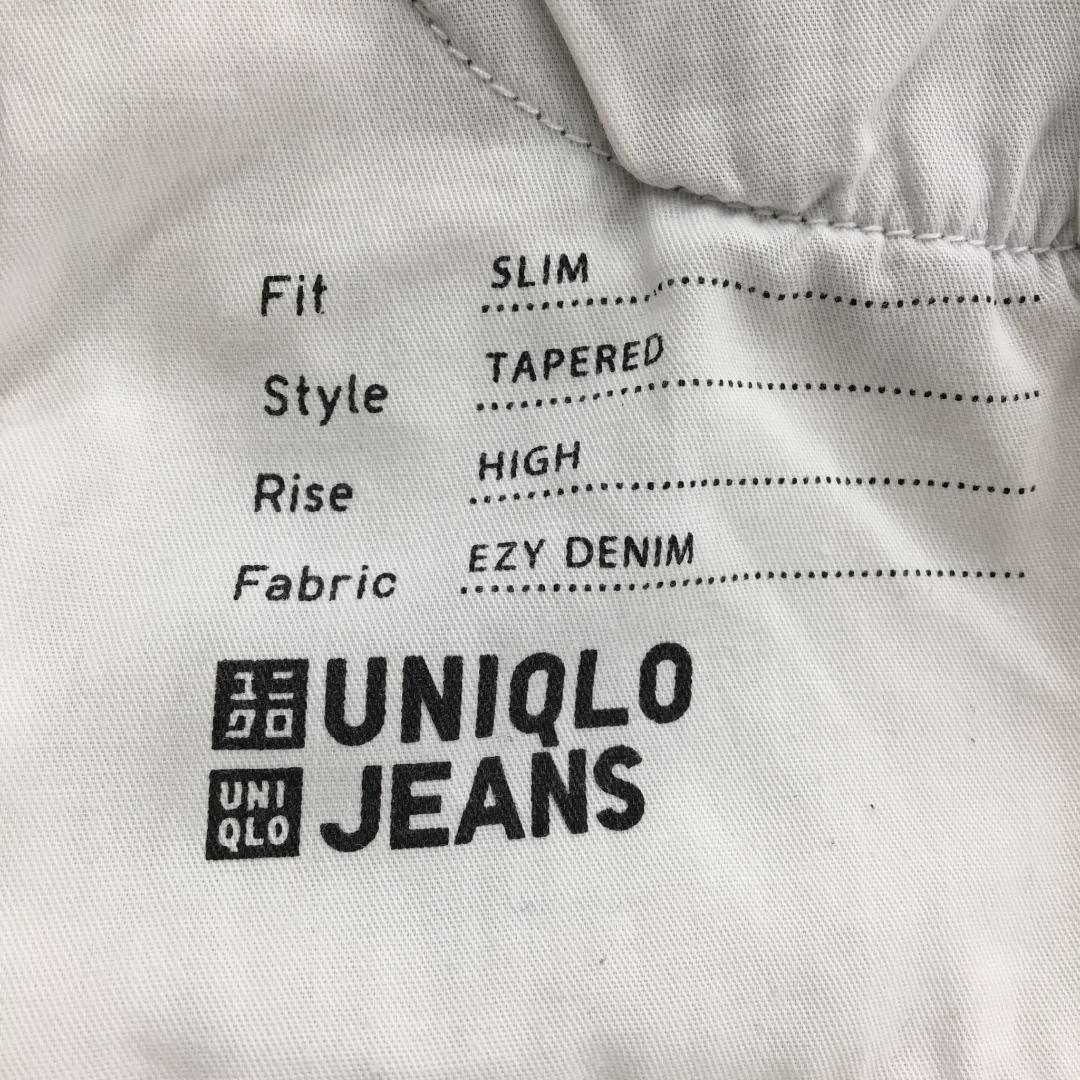 Fit SLIM
Style TAPERED
Rise HIGH
Fabric EZY DENIM
ユニ
クロ
UNIQLO
UNI
QLO
JEANS